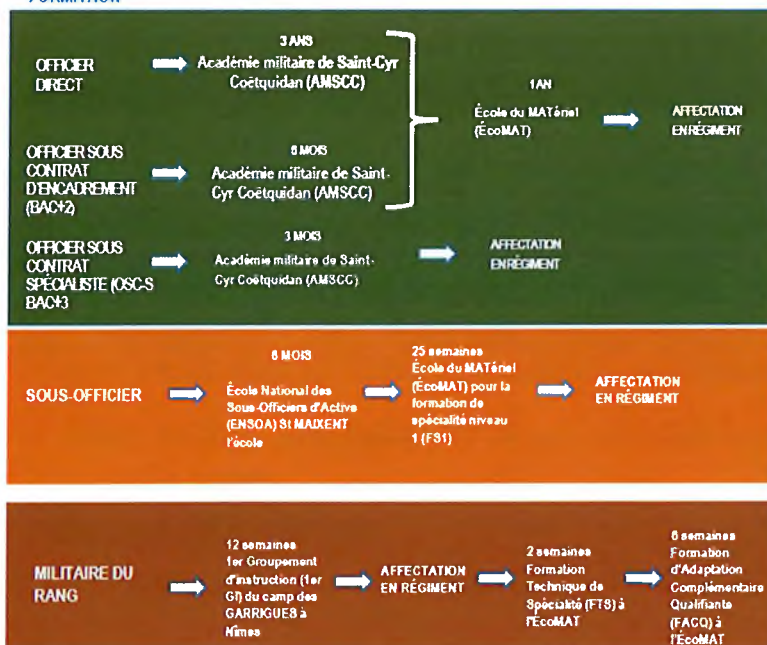 FORMATION
OFFICIER
DIRECT
3 ANS
Académie militaire de Saint-Cyr
Coëtquidan (AMSCC)
OFFICIER SOUS
CONTRAT
D'ENCADREMENT
(BAC+2)
6 MOIS
Académie militaire de Saint-
Cyr Coëtquidan (AMSCC)
1 AN
École du MATériel
(ÉcoMAT)
AFFECTATION
EN RÉGIMENT
OFFICIER SOUS
CONTRAT
SPÉCIALISTE (OSC-S
BAC+3
3 MOIS
Académie militaire de Saint-
Cyr Coëtquidan (AMSCC)
AFFECTATION
EN RÉGIMENT
SOUS-OFFICIER
6 MOIS
École National des
Sous-Officiers d'Active
(ENSOA) St MAIXENT
l'école
25 semaines
École du MATériel
(ÉcoMAT) pour la
formation de
spécialité niveau
1 (FS1)
AFFECTATION
EN RÉGIMENT
MILITAIRE DU
RANG
12 semaines
1er Groupement
d'instruction (1er
GI) du camp des
GARRIGUES à
Nîmes
AFFECTATION
EN RÉGIMENT
2 semaines
Formation
Technique de
Spécialité (FTS) à
l'ÉcoMAT
6 semaines
Formation
d'Adaptation
Complémentaire
Qualifiante
(FACQ) à
l'ÉcoMAT